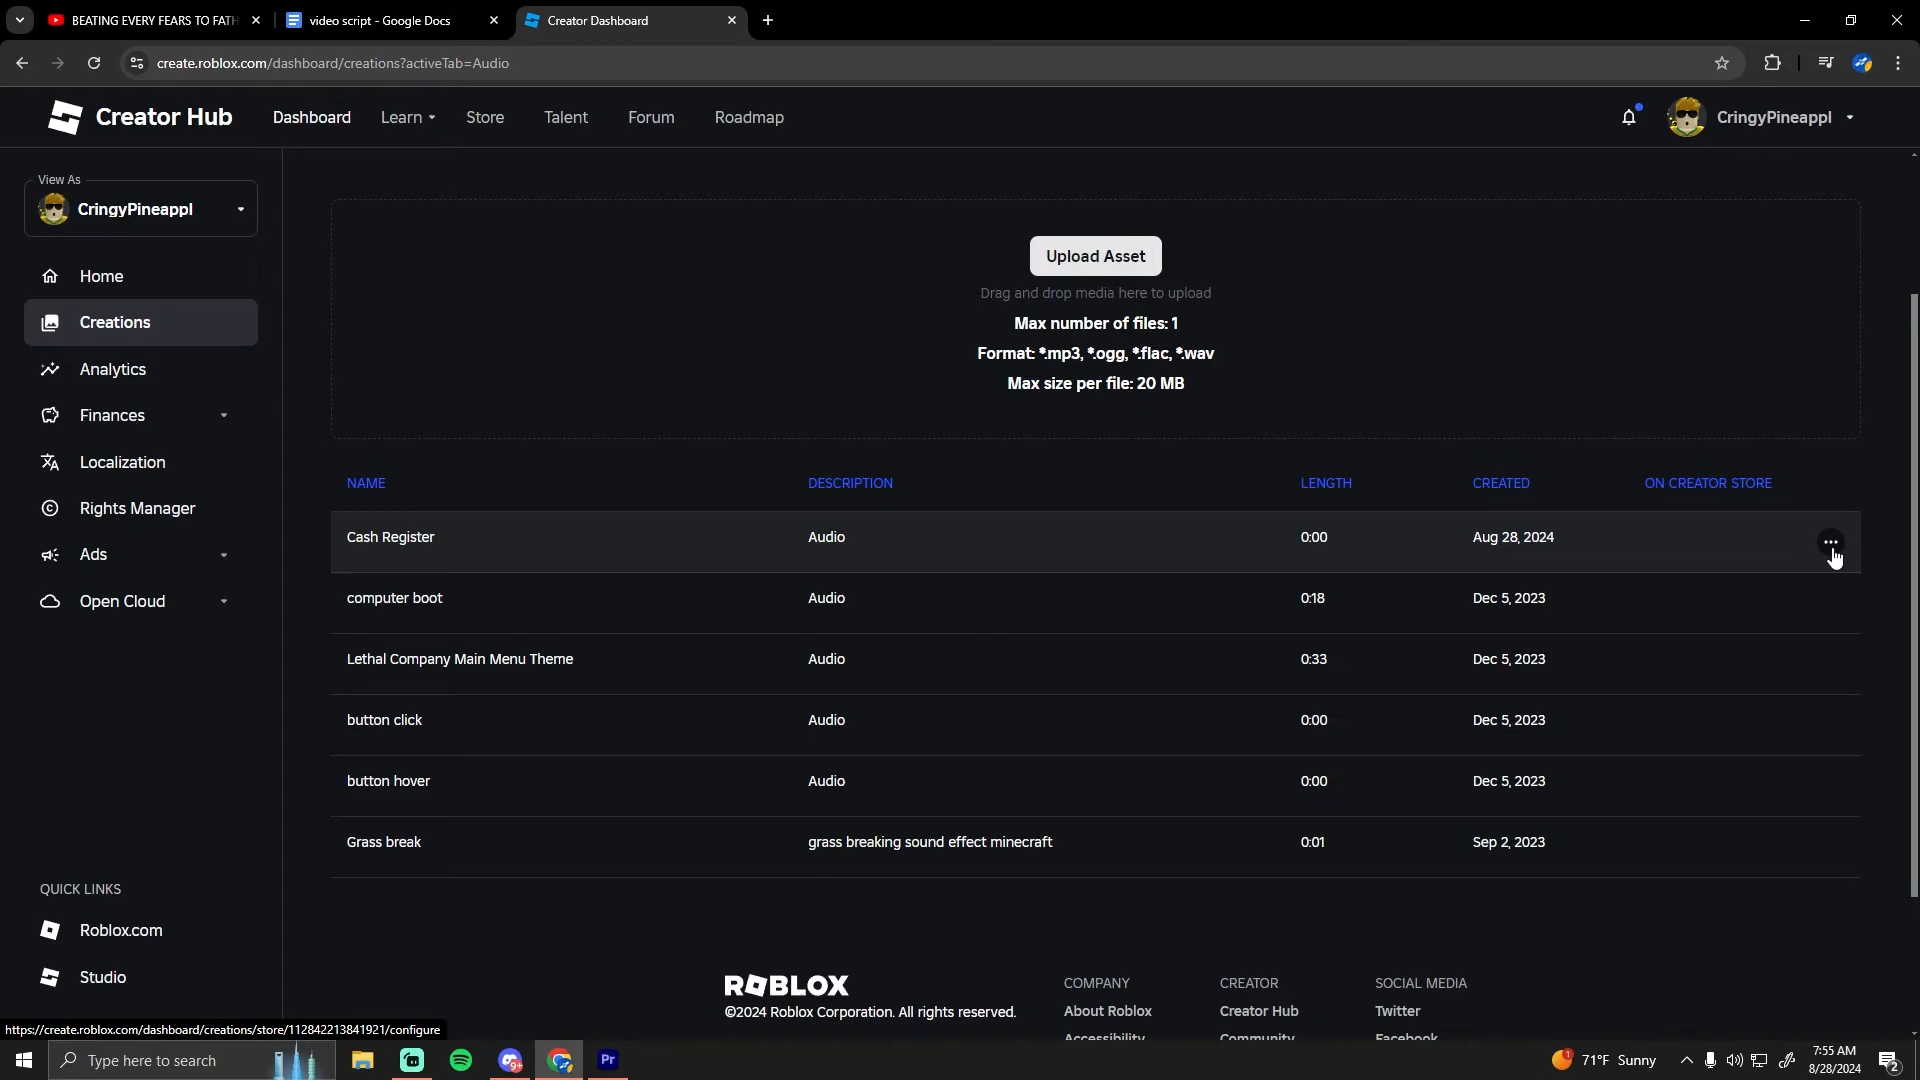 BEATING EVERY FEARS TO FATH
video script - Google Docs
Creator Dashboard
create.roblox.com/dashboard/creations?activeTab=Audio
Creator Hub
Dashboard
Learn
Store
Talent
Forum
Roadmap
CringyPineappl
View As
CringyPineappl
Home
Creations
Analytics
Finances
Localization
Rights Manager
Ads
Open Cloud
QUICK LINKS
Roblox.com
Studio
Upload Asset
Drag and drop media here to upload
Max number of files: 1
Format: *.mp3, *.ogg, *.flac, *.wav
Max size per file: 20 MB
NAME DESCRIPTION LENGTH CREATED ON CREATOR STORE
Cash Register Audio 0:00 Aug 28, 2024
computer boot Audio 0:18 Dec 5, 2023
Lethal Company Main Menu Theme Audio 0:33 Dec 5, 2023
button click Audio 0:00 Dec 5, 2023
button hover Audio 0:00 Dec 5, 2023
Grass break grass breaking sound effect minecraft 0:01 Sep 2, 2023
ROBLOX
©2024 Roblox Corporation. All rights reserved.
COMPANY
About Roblox
Accessibility
CREATOR
Creator Hub
Community
SOCIAL MEDIA
Twitter
Facebook
https://create.roblox.com/dashboard/creations/store/112842213841921/configure
Type here to search
9+
Pr
1
71°F Sunny
7:55 AM
8/28/2024
2